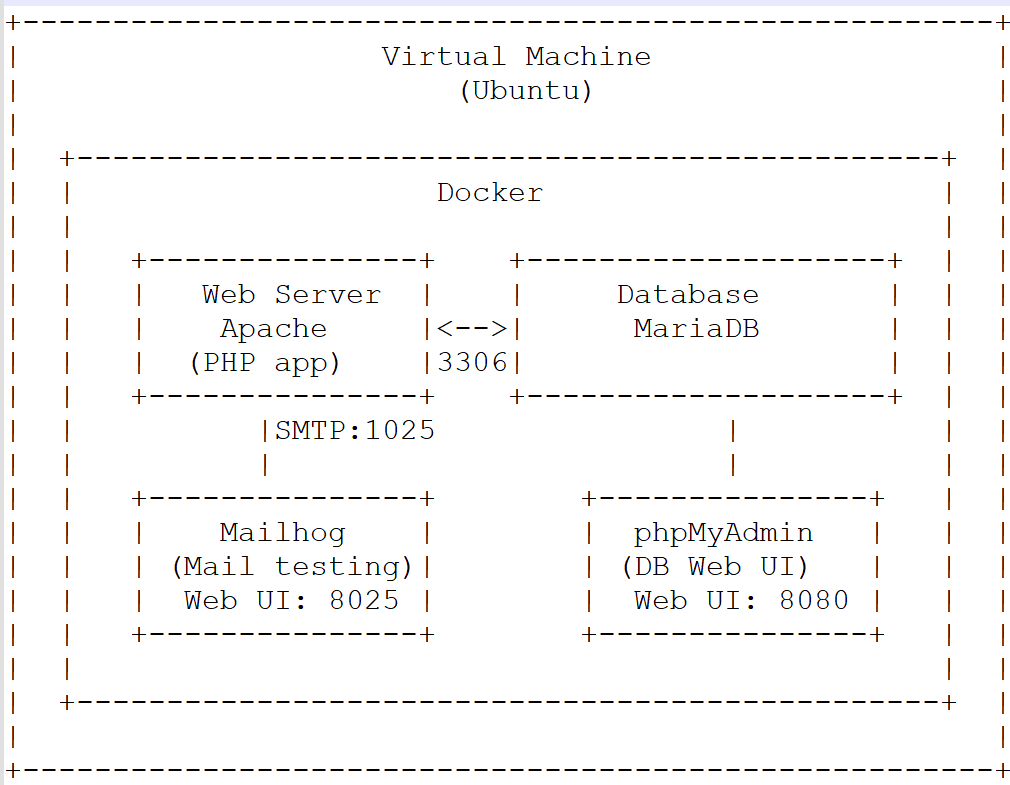 +------------------------------------------------------+
|                    Virtual Machine                   |
|                        (Ubuntu)                      |
|                                                      |
|  +------------------------------------------------+  |
|  |                    Docker                      |  |
|  |                                                |  |
|  |   +---------------+    +--------------------+  |  |
|  |   |   Web Server  |    |     Database       |  |  |
|  |   |    Apache     |<-->|      MariaDB       |  |  |
|  |   |  (PHP app)    |3306|                    |  |  |
|  |   +---------------+    +--------------------+  |  |
|  |          |SMTP:1025                |           |  |
|  |          |                         |           |  |
|  |   +---------------+        +---------------+   |  |
|  |   |    Mailhog    |        |  phpMyAdmin   |   |  |
|  |   | (Mail testing)|        | (DB Web UI)   |   |  |
|  |   |  Web UI: 8025 |        |  Web UI: 8080 |   |  |
|  |   +---------------+        +---------------+   |  |
|  |                                                |  |
|  +------------------------------------------------+  |
|                                                      |
+------------------------------------------------------+